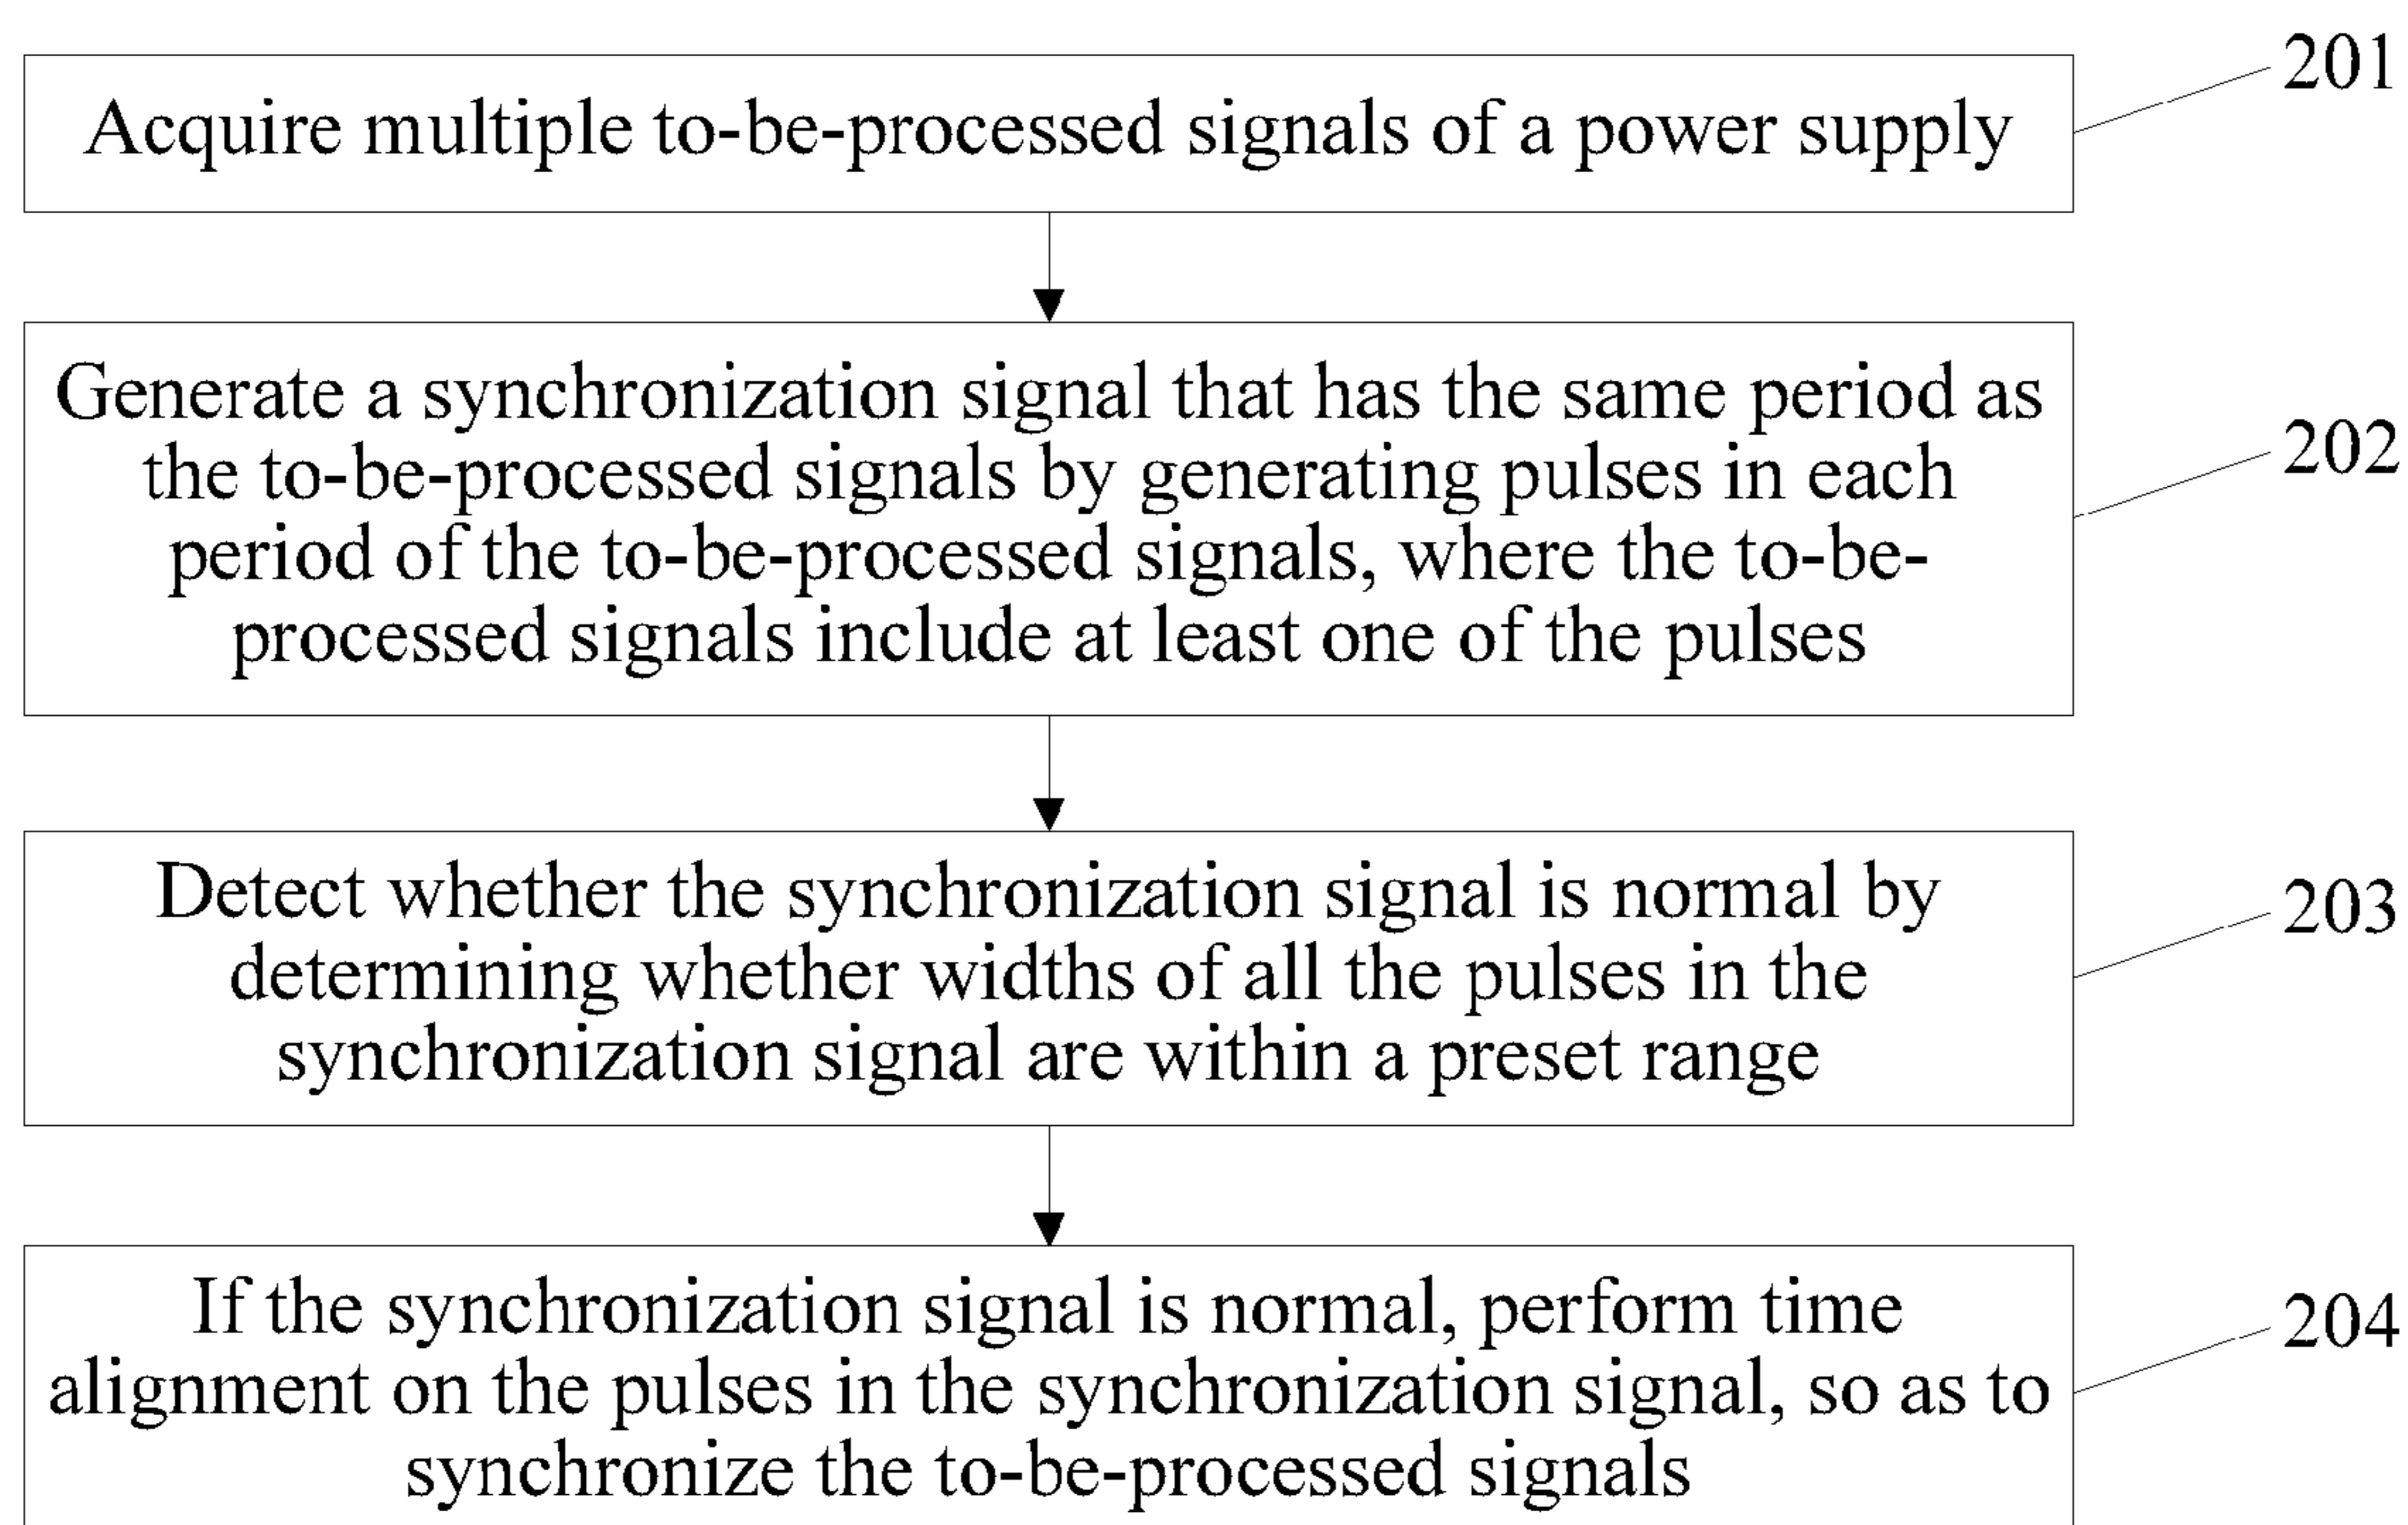 201
Acquire multiple to-be-processed signals of a power supply
Generate a synchronization signal that has the same period as
the to-be-processed signals by generating pulses in each
period of the to-be-processed signals, where the to-be-
processed signals include at least one of the pulses
202
Detect whether the synchronization signal is normal by
determining whether widths of all the pulses in the
synchronization signal are within a preset range
203
If the synchronization signal is normal, perform time
alignment on the pulses in the synchronization signal, so as to
synchronize the to-be-processed signals
204